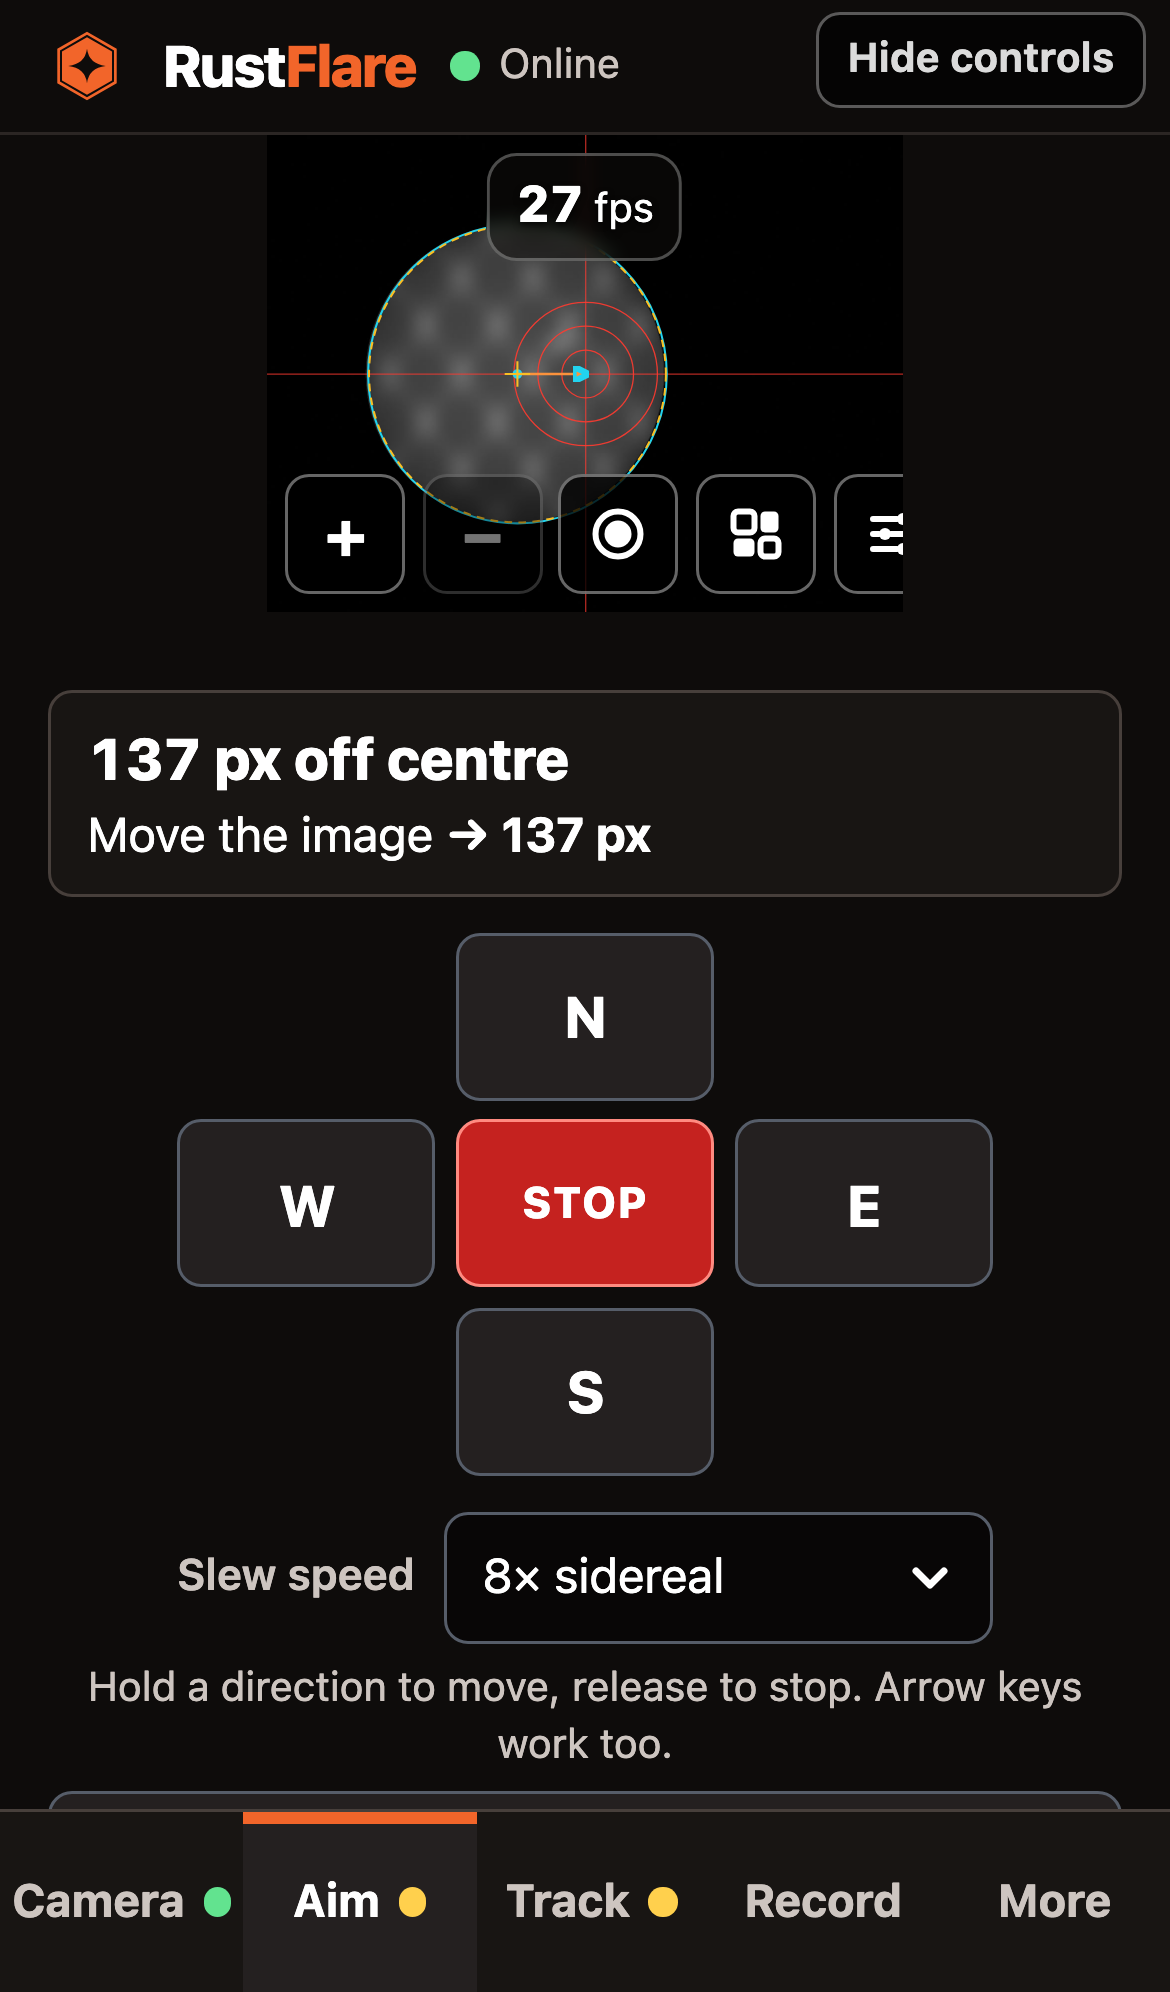 RustFlare Online Hide controls
27 fps
137 px off centre
Move the image → 137 px
N
W STOP E
S
Slew speed 8× sidereal
Hold a direction to move, release to stop. Arrow keys
work too.
Camera Aim Track Record More